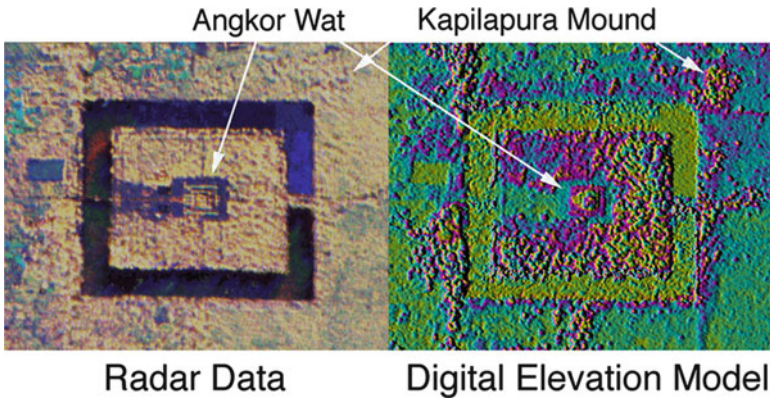 Angkor Wat
Kapilapura Mound
Radar Data
Digital Elevation Model